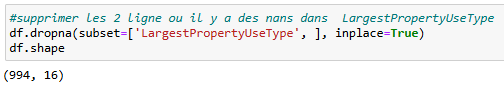 #supprimer les 2 ligne ou il y a des nans dans  LargestPropertyUseType
df.dropna(subset=['LargestPropertyUseType', ], inplace=True)
df.shape
(994, 16)